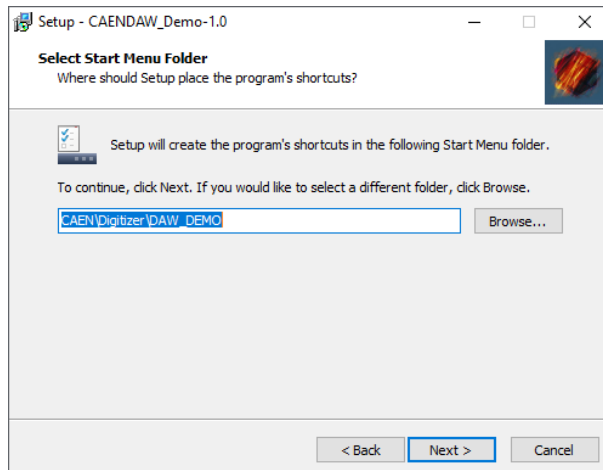 Setup - CAENDAW_Demo-1.0
Select Start Menu Folder
Where should Setup place the program's shortcuts?
Setup will create the program's shortcuts in the following Start Menu folder.
To continue, click Next. If you would like to select a different folder, click Browse.
CAEN\Digitizer\DAW_DEMO
Browse...
< Back
Next >
Cancel